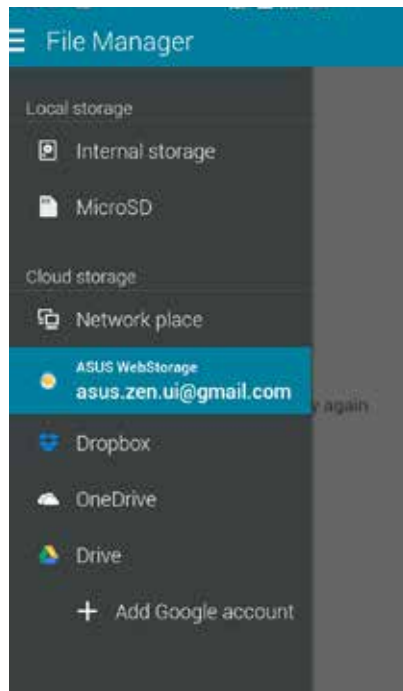 File Manager
Local storage
Internal storage
MicroSD
Cloud storage
Network place
ASUS WebStorage
asus.zen.ui@gmail.com
again
Dropbox
OneDrive
Drive
+ Add Google account